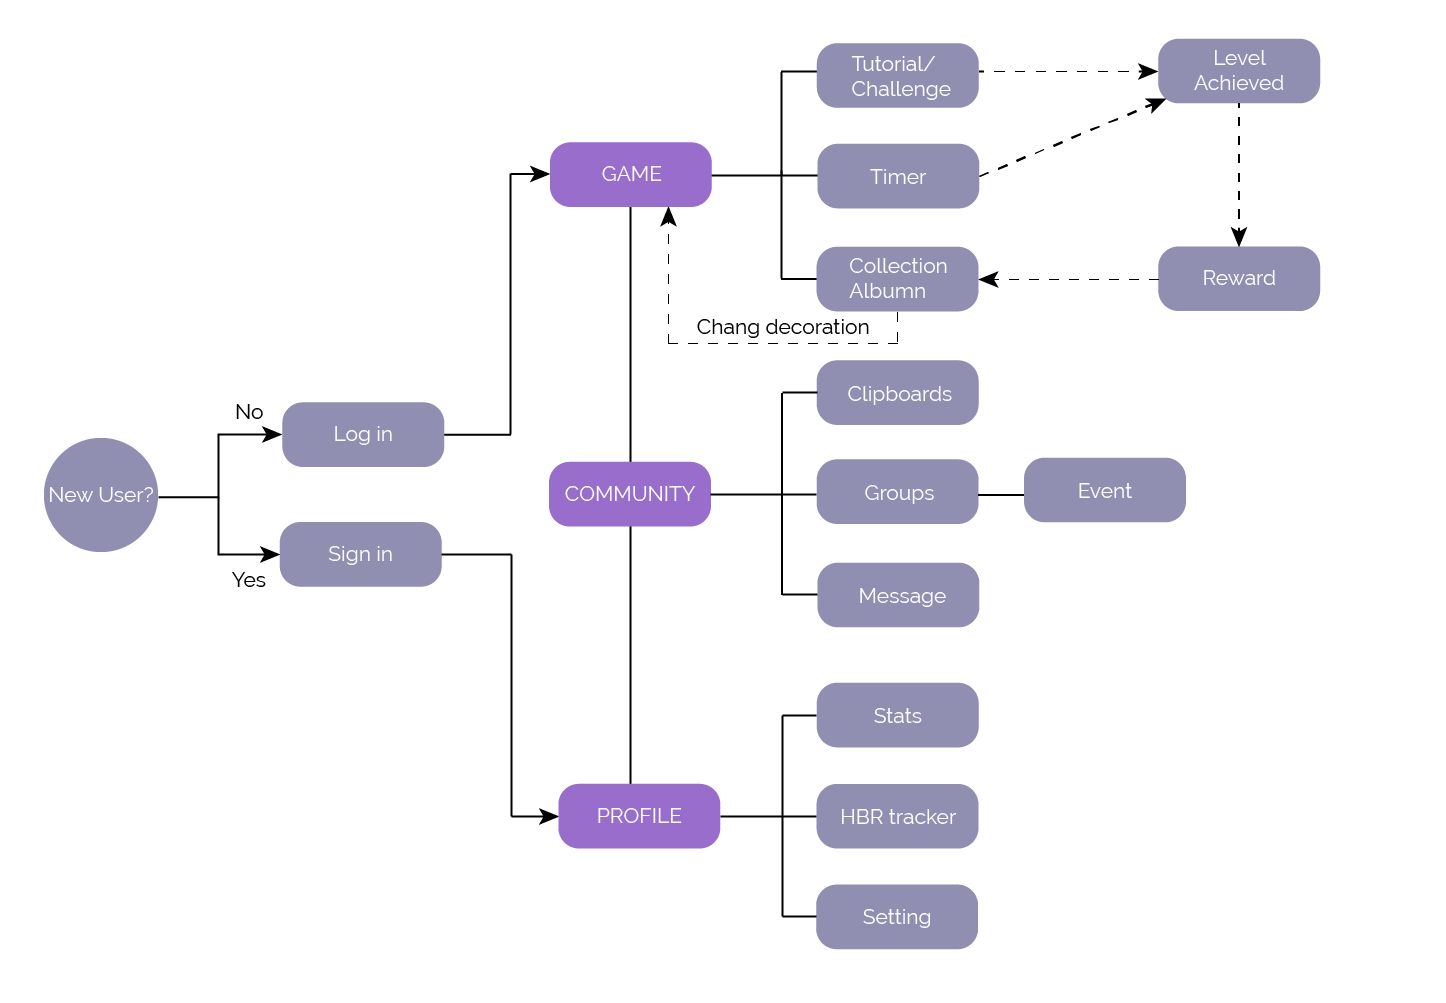 New User?
No
Log in
Yes
Sign in
GAME
Tutorial/
Challenge
Level
Achieved
Timer
Collection
Albumn
Reward
Chang decoration
COMMUNITY
Clipboards
Groups
Event
Message
PROFILE
Stats
HBR tracker
Setting